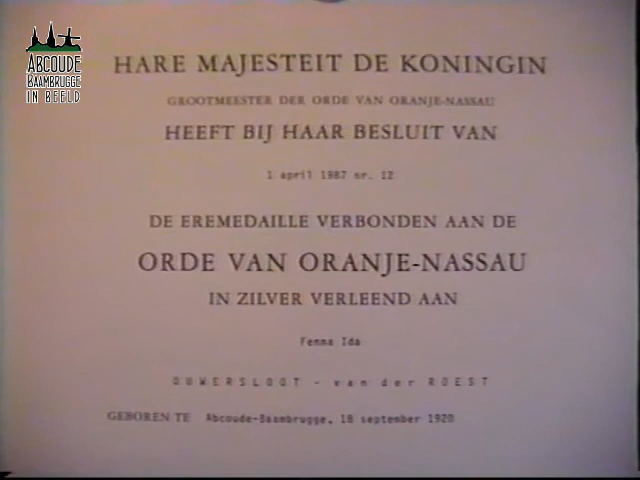 ABCOUDE
BAAMBRUGGE
IN BEELD
HARE MAJESTEIT DE KONINGIN
GROOTMEESTER DER ORDE VAN ORANJE-NASSAU
HEEFT BIJ HAAR BESLUIT VAN
1 april 1987 nr. 12
DE EREMEDAILLE VERBONDEN AAN DE
ORDE VAN ORANJE-NASSAU
IN ZILVER VERLEEND AAN
Femma Ida
OUWERSLOOT - van der ROEST
GEBOREN TE Abcoude-Baambrugge, 18 september 1920